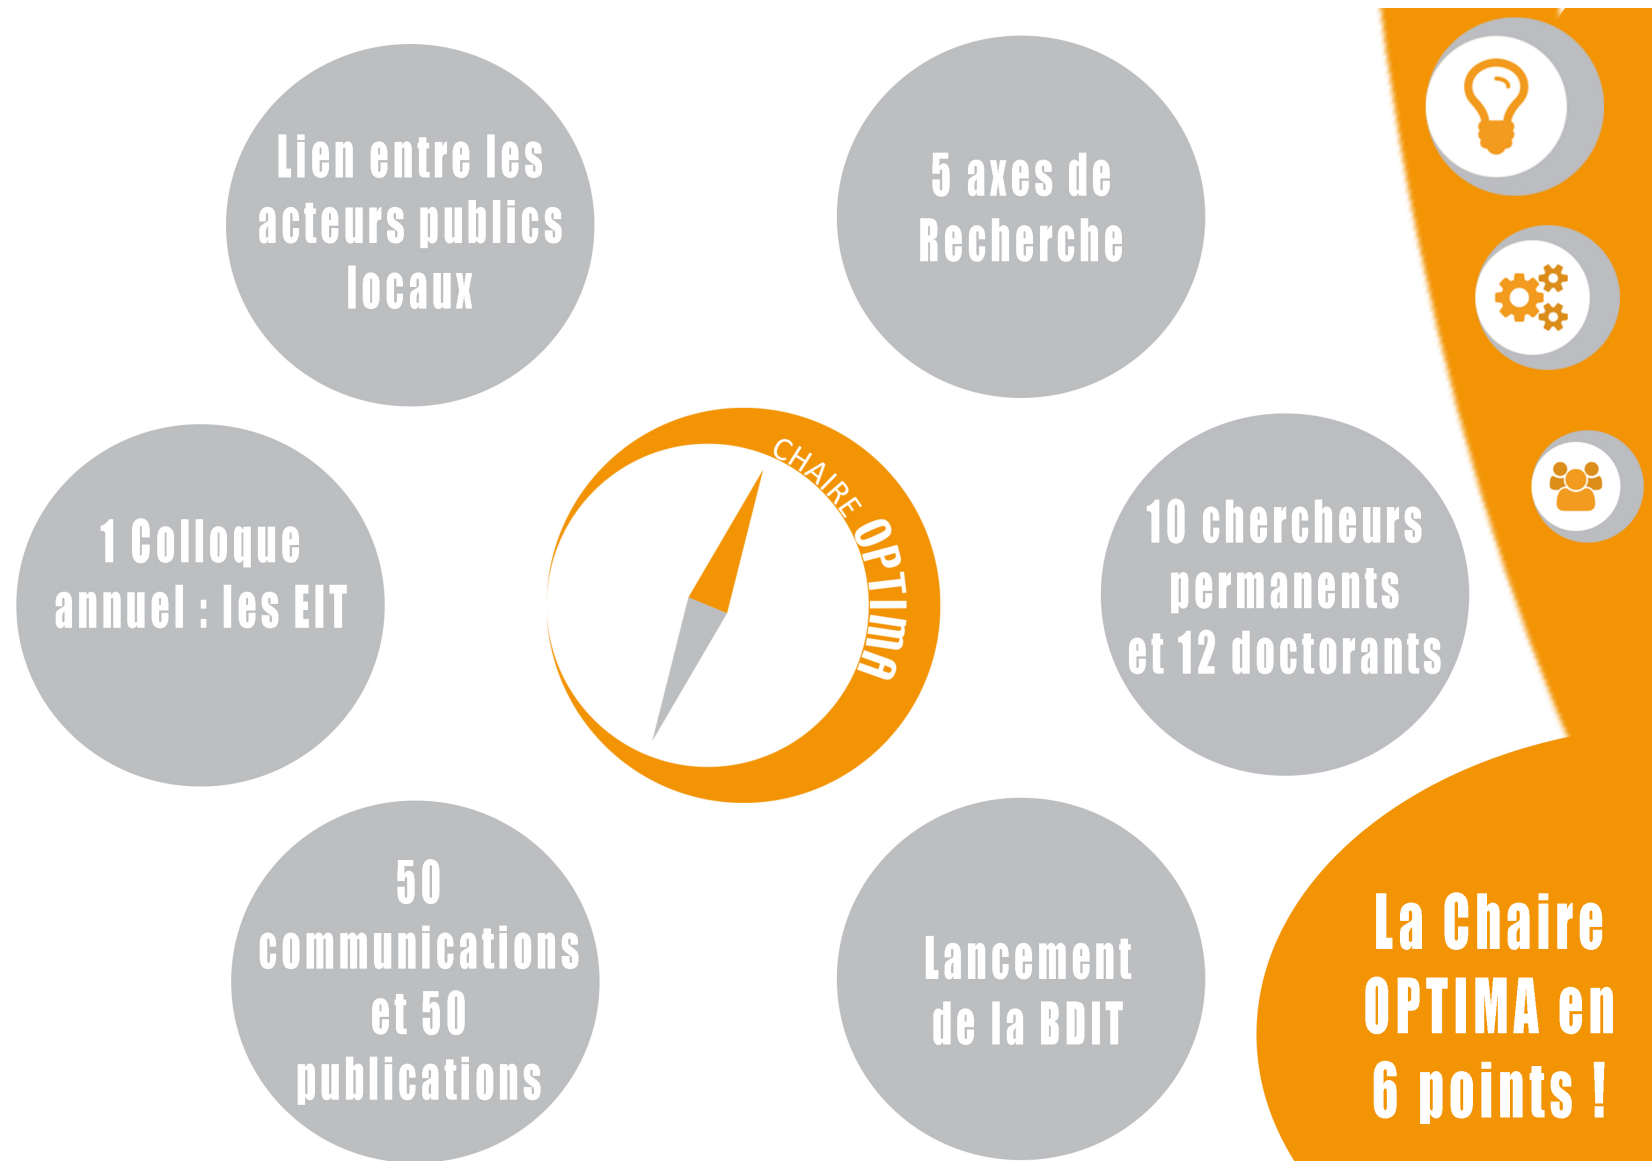 Lien entre les
acteurs publics
locaux
5 axes de
Recherche
1 Colloque
annuel : les EIT
CHAIRE OPTIMA
10 chercheurs
permanents
et 12 doctorants
50
communications
et 50
publications
Lancement
de la BDIT
La Chaire
OPTIMA en
6 points !